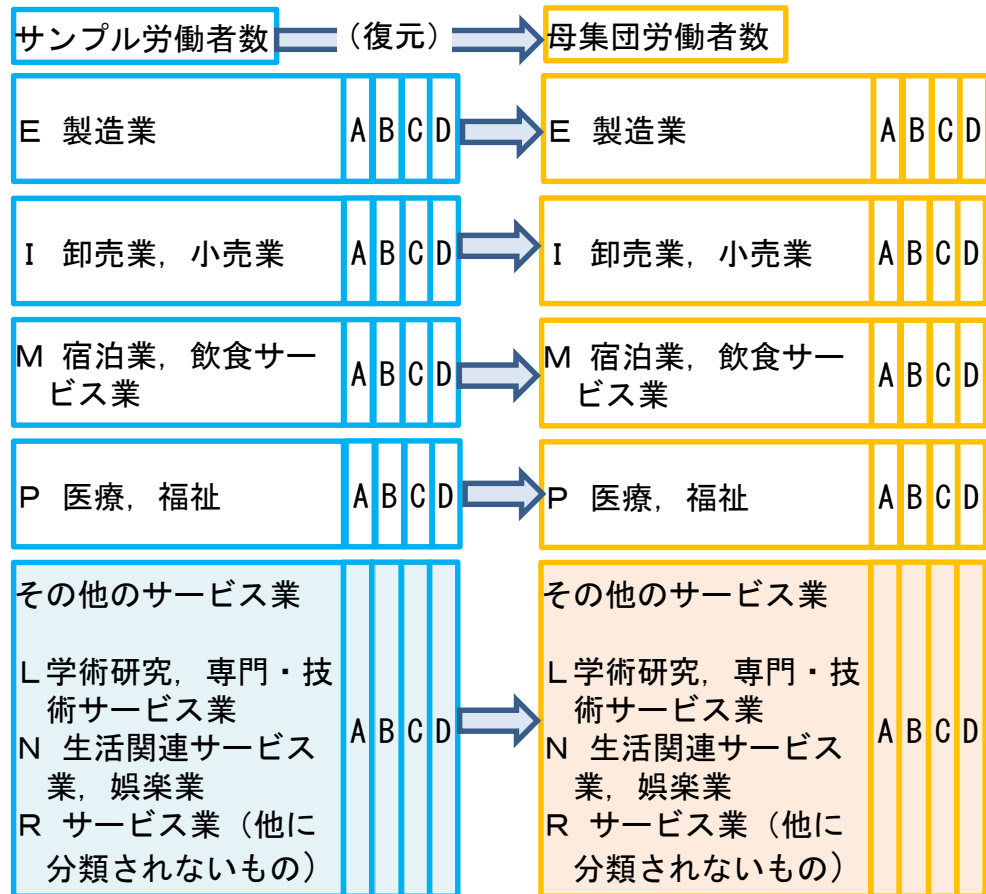 サンプル労働者数 （復元） 母集団労働者数
Ｅ 製造業 A B C D Ｅ 製造業 A B C D
Ｉ 卸売業，小売業 A B C D Ｉ 卸売業，小売業 A B C D
Ｍ 宿泊業，飲食サー
ビス業 A B C D
Ｍ 宿泊業，飲食サー
ビス業 A B C D
Ｐ 医療，福祉 A B C D Ｐ 医療，福祉 A B C D
その他のサービス業
Ｌ学術研究，専門・技
術サービス業
Ｎ 生活関連サービス
業，娯楽業
Ｒ サービス業（他に
分類されないもの）
A B C D
その他のサービス業
Ｌ学術研究，専門・技
術サービス業
Ｎ 生活関連サービス
業，娯楽業
Ｒ サービス業（他に
分類されないもの）
A B C D